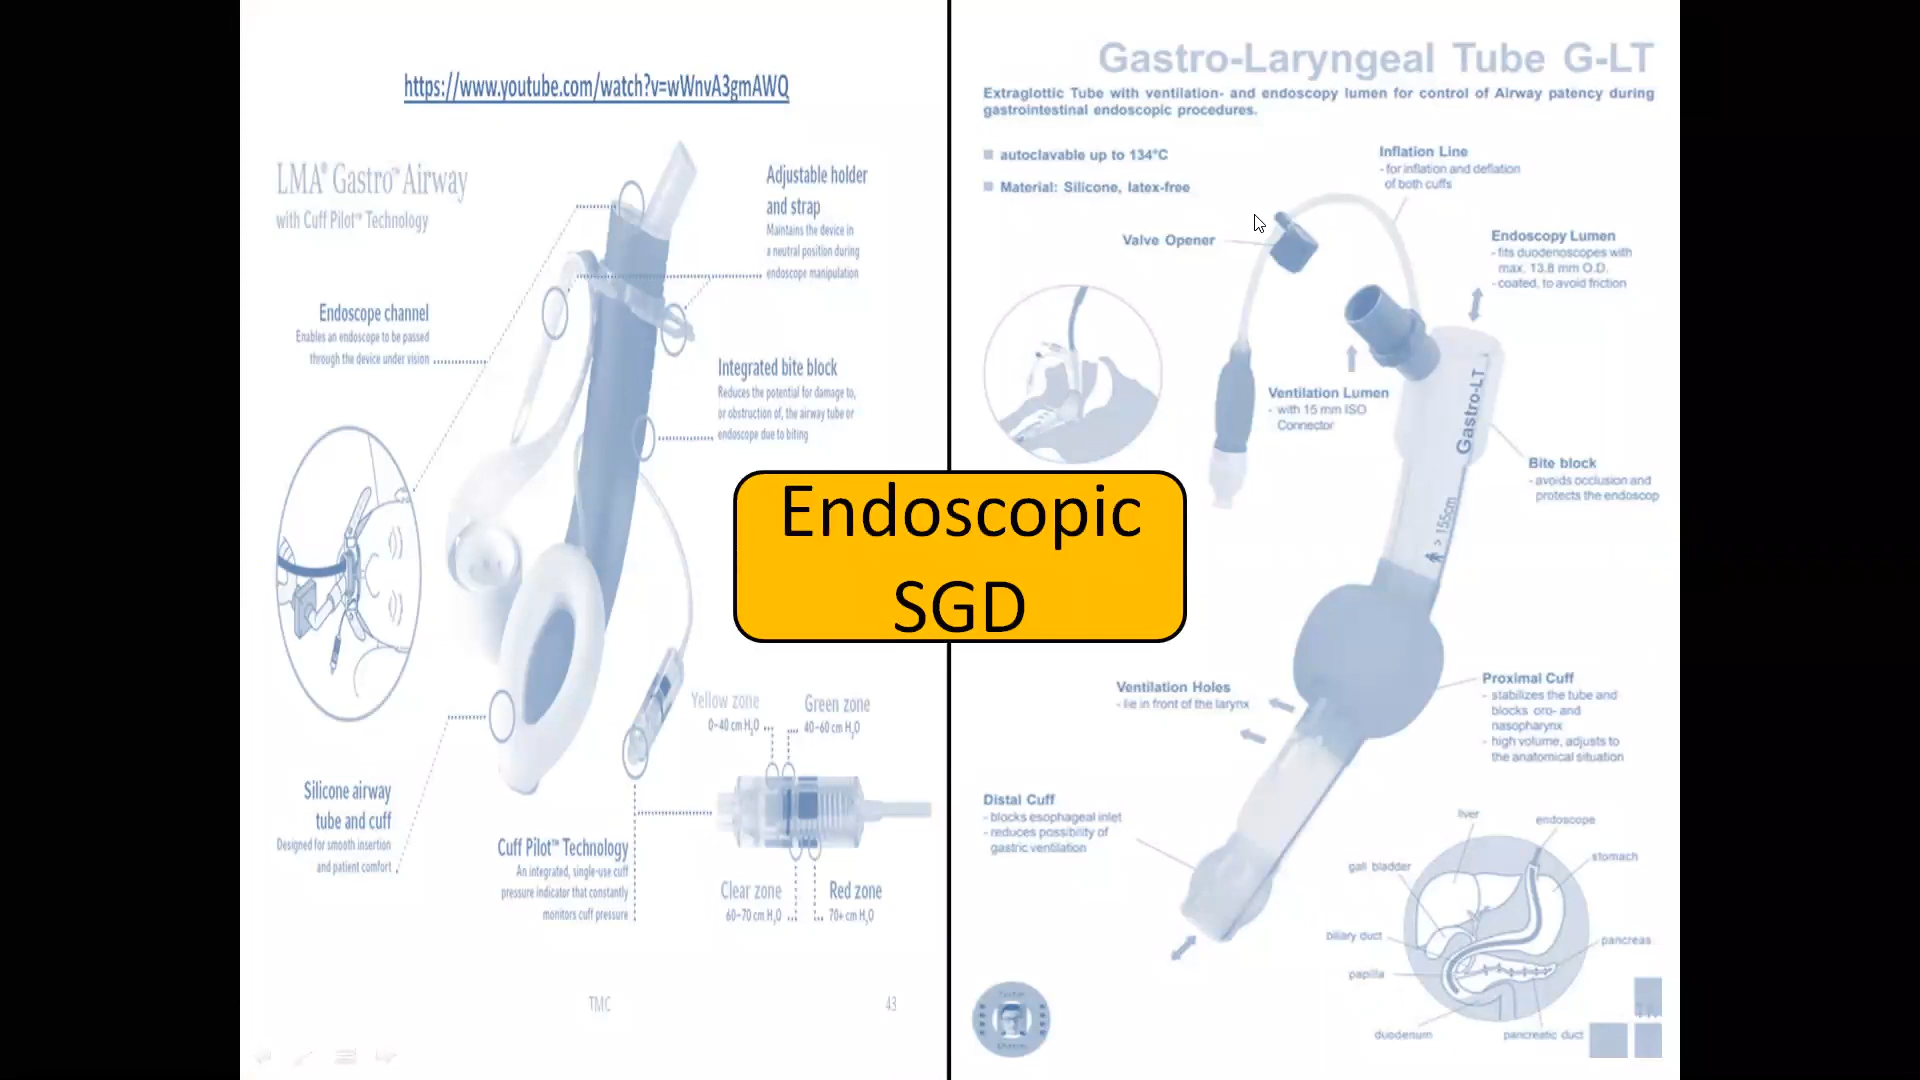 https://www.youtube.com/watch?v=wWnvA3gmAWQ
LMA® Gastro™ Airway
with Cuff Pilot™ Technology
Adjustable holder
and strap
Maintains the device in
a neutral position during
endoscope manipulation
Endoscope channel
Enables an endoscope to be passed
through the device under vision
Integrated bite block
Reduces the potential for damage to,
or obstruction of, the airway tube or
endoscope due to biting
Silicone airway
tube and cuff
Designed for smooth insertion
and patient comfort
Cuff Pilot™ Technology
An integrated, single-use cuff
pressure indicator that constantly
monitors cuff pressure
Yellow zone
0–40 cm H₂O
Green zone
40–60 cm H₂O
Clear zone
60–70 cm H₂O
Red zone
70+ cm H₂O
TMC
43
Endoscopic
SGD
Gastro-Laryngeal Tube G-LT
Extraglottic Tube with ventilation- and endoscopy lumen for control of Airway patency during
gastrointestinal endoscopic procedures.
autoclavable up to 134°C
Material: Silicone, latex-free
Inflation Line
- for inflation and deflation
of both cuffs
Valve Opener
Endoscopy Lumen
- fits duodenoscopes with
max. 13.8 mm O.D.
- coated, to avoid friction
Ventilation Lumen
- with 15 mm ISO
Connector
Gastro-LT
> 155cm
Bite block
- avoids occlusion and
protects the endoscop
Ventilation Holes
- lie in front of the larynx
Proximal Cuff
- stabilizes the tube and
blocks oro- and
nasopharynx
- high volume, adjusts to
the anatomical situation
Distal Cuff
- blocks esophageal inlet
- reduces possibility of
gastric ventilation
liver
endoscope
gall bladder
stomach
biliary duct
pancreas
papilla
duodenum
pancreatic duct